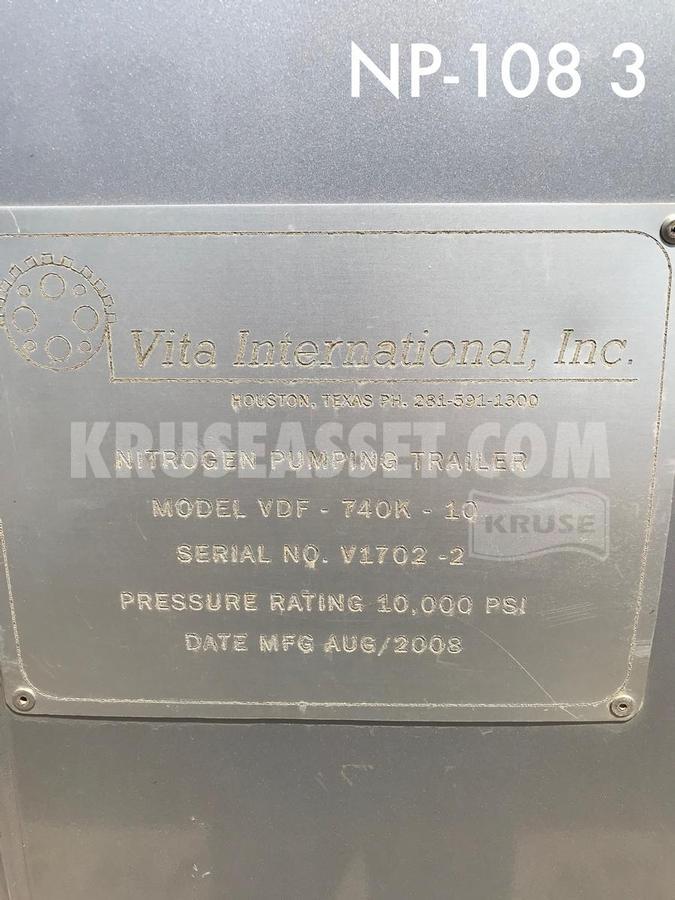 NP-108 3
Vita International, Inc.
HOUSTON, TEXAS PH. 281-591-1300
KRUSEASSET.COM
NITROGEN PUMPING TRAILER
MODEL VDF - 740K - 10
KRUSE
SERIAL NO. V1702 -2
PRESSURE RATING 10,000 PSI
DATE MFG AUG/2008